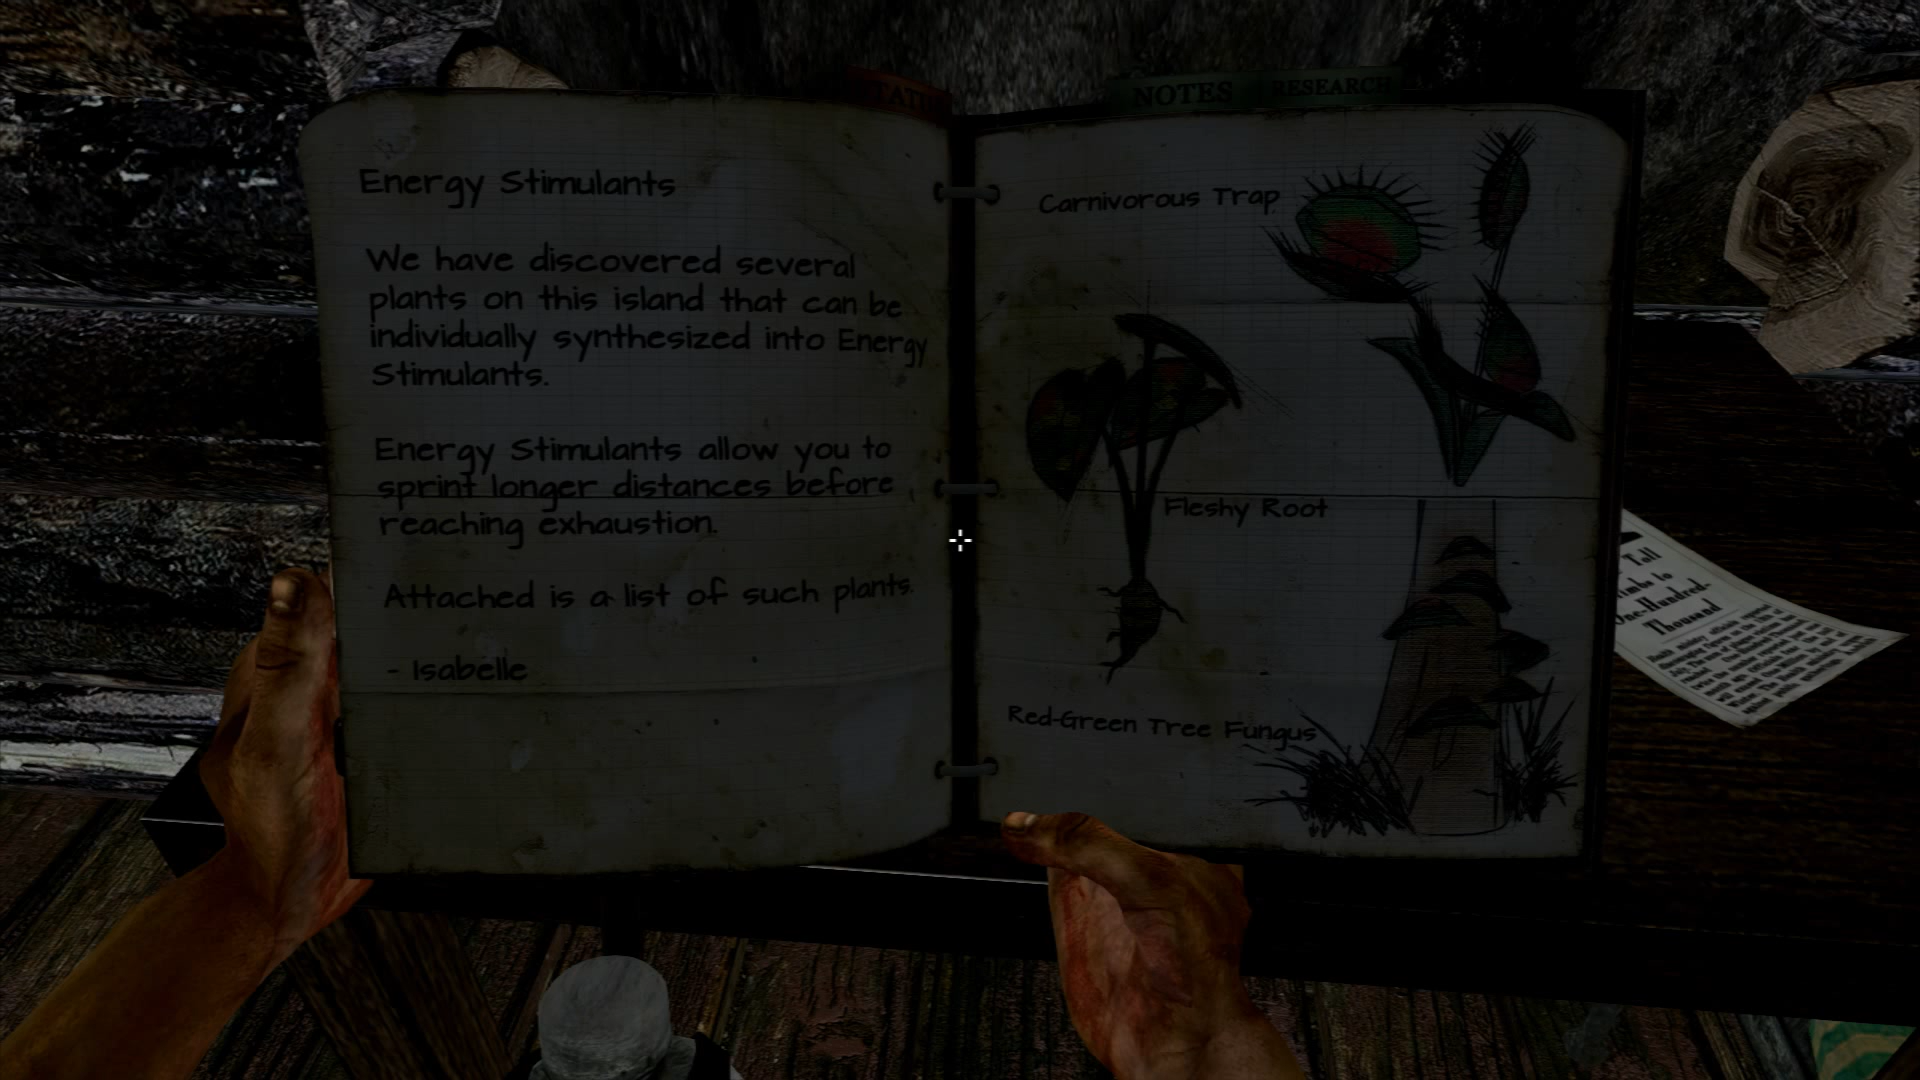 NOTES
RESEARCH
Energy Stimulants
We have discovered several
plants on this island that can be
individually synthesized into Energy
Stimulants.
Energy Stimulants allow you to
sprint longer distances before
reaching exhaustion.
Attached is a list of such plants.
- Isabelle
Carnivorous Trap
Fleshy Root
Red-Green Tree Fungus
Toll
to
One-Hundred-
Thousand